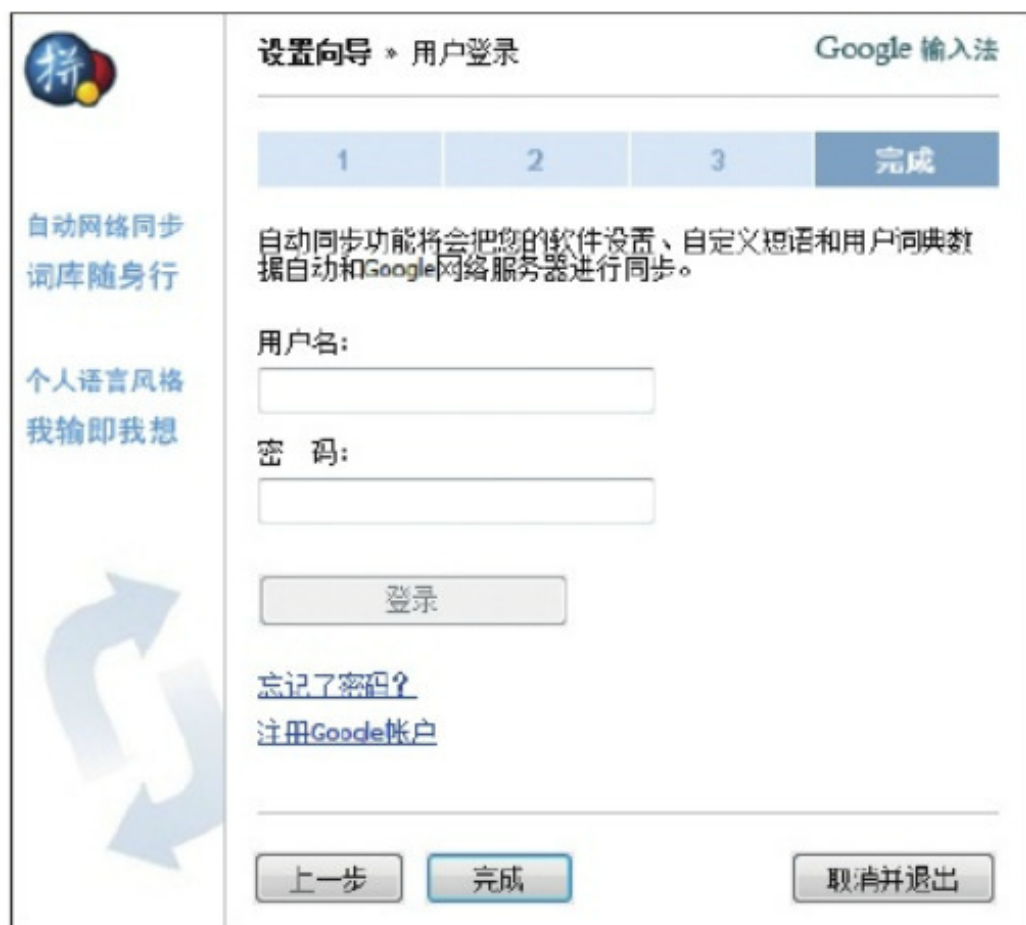 拼
设置向导 » 用户登录
Google 输入法
1 2 3 完成
自动网络同步
词库随身行
个人语言风格
我输即我想
自动同步功能将会把您的软件设置、自定义短语和用户词典数
据自动和Google网络服务器进行同步。
用户名:
密 码:
登录
忘记了密码?
注册Google帐户
上一步 完成 取消并退出